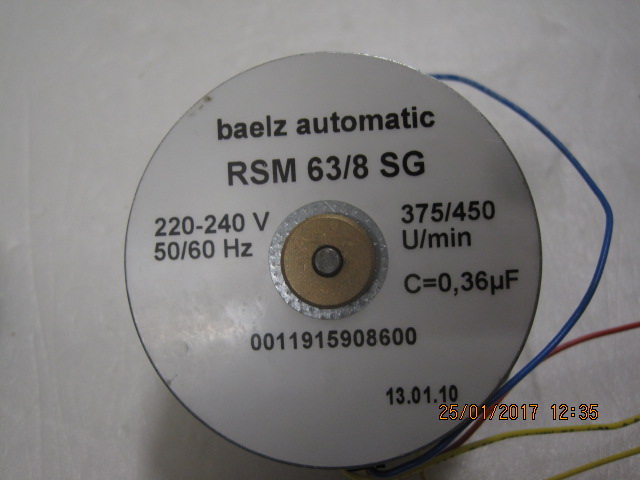 baelz automatic
RSM 63/8 SG
220-240 V
50/60 Hz
375/450
U/min
C=0,36µF
0011915908600
13.01.10
25/01/2017 12:35